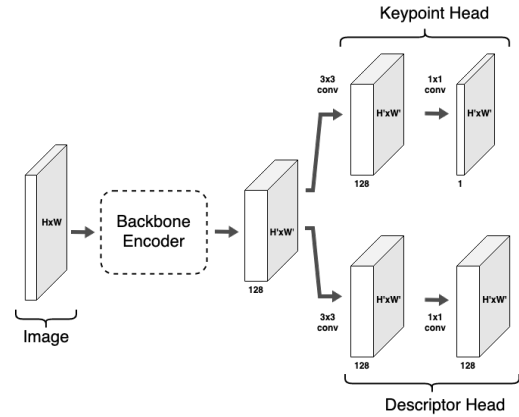 Keypoint Head
3x3
conv
1x1
conv
H'xW'
H'xW'
128
1
HxW
Backbone
Encoder
H'xW'
128
Image
3x3
conv
1x1
conv
H'xW'
H'xW'
128
128
Descriptor Head